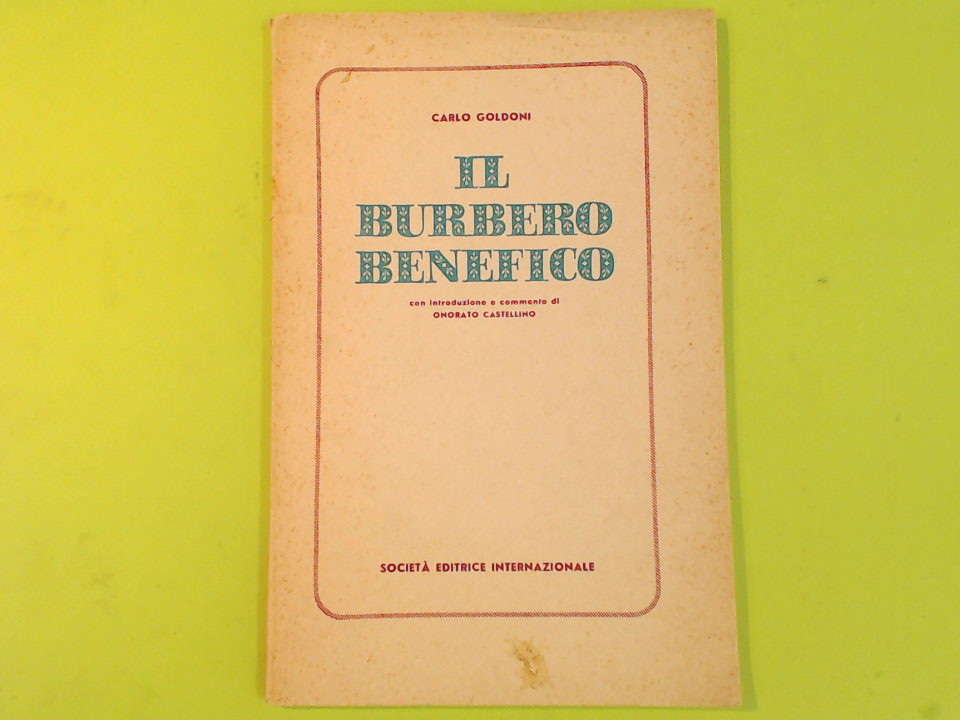 CARLO GOLDONI
IL
BURBERO
BENEFICO
con introduzione e commento di
ONORATO CASTELLINO
SOCIETÀ EDITRICE INTERNAZIONALE